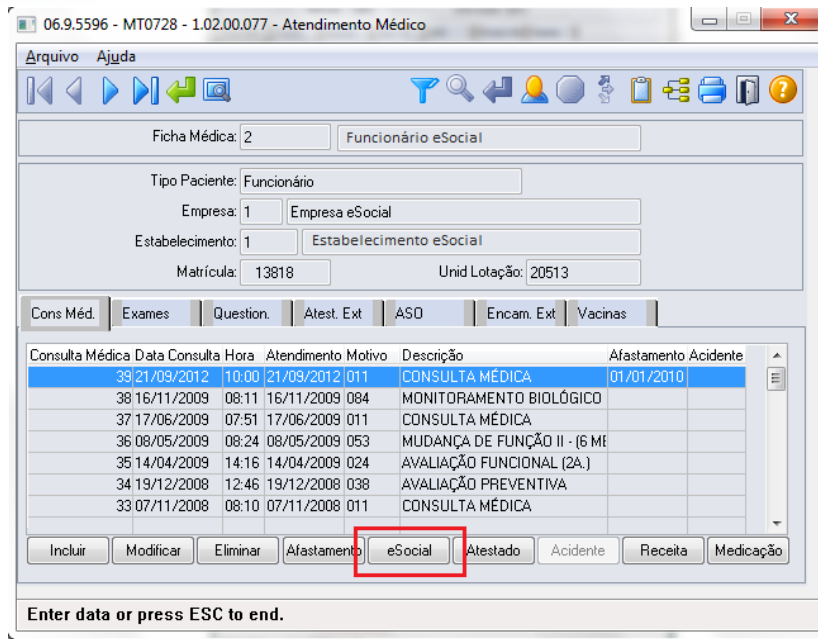 06.9.5596 - MT0728 - 1.02.00.077 - Atendimento Médico
Arquivo Ajuda
Ficha Médica: 2 Funcionário eSocial
Tipo Paciente: Funcionário
Empresa: 1 Empresa eSocial
Estabelecimento: 1 Estabelecimento eSocial
Matrícula: 13818 Unid Lotação: 20513
Cons Méd. Exames Question. Atest. Ext ASO Encam. Ext Vacinas
Consulta Médica Data Consulta Hora Atendimento Motivo Descrição Afastamento Acidente
39 21/09/2012 10:00 21/09/2012 011 CONSULTA MÉDICA 01/01/2010
38 16/11/2009 08:11 16/11/2009 084 MONITORAMENTO BIOLÓGICO
37 17/06/2009 07:51 17/06/2009 011 CONSULTA MÉDICA
36 08/05/2009 08:24 08/05/2009 053 MUDANÇA DE FUNÇÃO II - (6 ME
35 14/04/2009 14:16 14/04/2009 024 AVALIAÇÃO FUNCIONAL (2A.)
34 19/12/2008 12:46 19/12/2008 038 AVALIAÇÃO PREVENTIVA
33 07/11/2008 08:10 07/11/2008 011 CONSULTA MÉDICA
Incluir Modificar Eliminar Afastamento eSocial Atestado Acidente Receita Medicação
Enter data or press ESC to end.